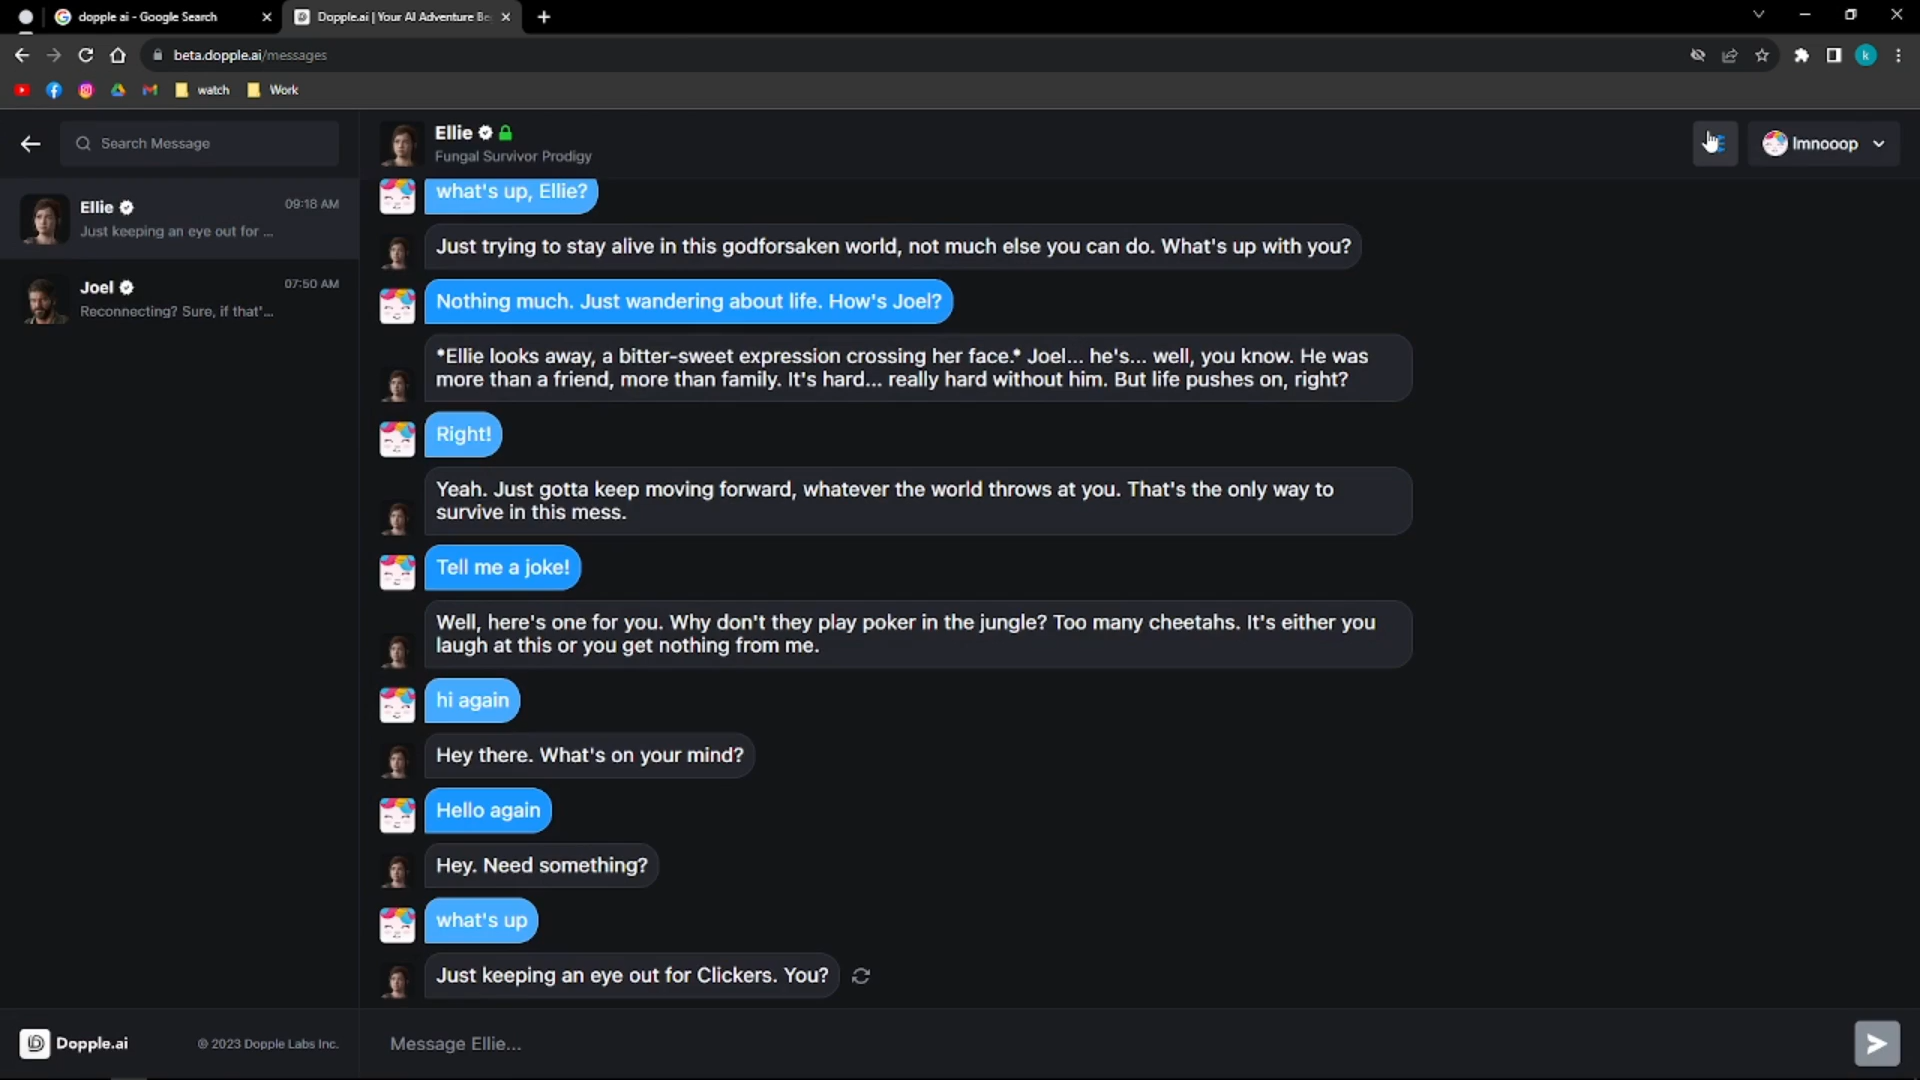 dopple ai - Google Search
Dopple.ai | Your AI Adventure Be
beta.dopple.ai/messages
watch
Work
Search Message
Ellie
09:18 AM
Just keeping an eye out for ...
Joel
07:50 AM
Reconnecting? Sure, if that'...
Dopple.ai
© 2023 Dopple Labs Inc.
Ellie
Fungal Survivor Prodigy
lmnooop
k
what's up, Ellie?
Just trying to stay alive in this godforsaken world, not much else you can do. What's up with you?
Nothing much. Just wandering about life. How's Joel?
*Ellie looks away, a bitter-sweet expression crossing her face.* Joel... he's... well, you know. He was
more than a friend, more than family. It's hard... really hard without him. But life pushes on, right?
Right!
Yeah. Just gotta keep moving forward, whatever the world throws at you. That's the only way to
survive in this mess.
Tell me a joke!
Well, here's one for you. Why don't they play poker in the jungle? Too many cheetahs. It's either you
laugh at this or you get nothing from me.
hi again
Hey there. What's on your mind?
Hello again
Hey. Need something?
what's up
Just keeping an eye out for Clickers. You?
Message Ellie...